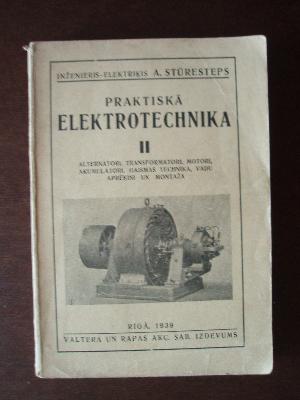 INŽENIERIS-ELEKTRIĶIS A. STŪRESTEPS
PRAKTISKĀ
ELEKTROTECHNIKA
II
ALTERNATORI, TRANSFORMATORI, MOTORI,
AKUMULATORI, GAISMAS TECHNIKA, VADU
APRĒĶINI UN MONTĀŽA
RĪGĀ, 1939
VALTERA UN RAPAS AKC. SAB. IZDEVUMS